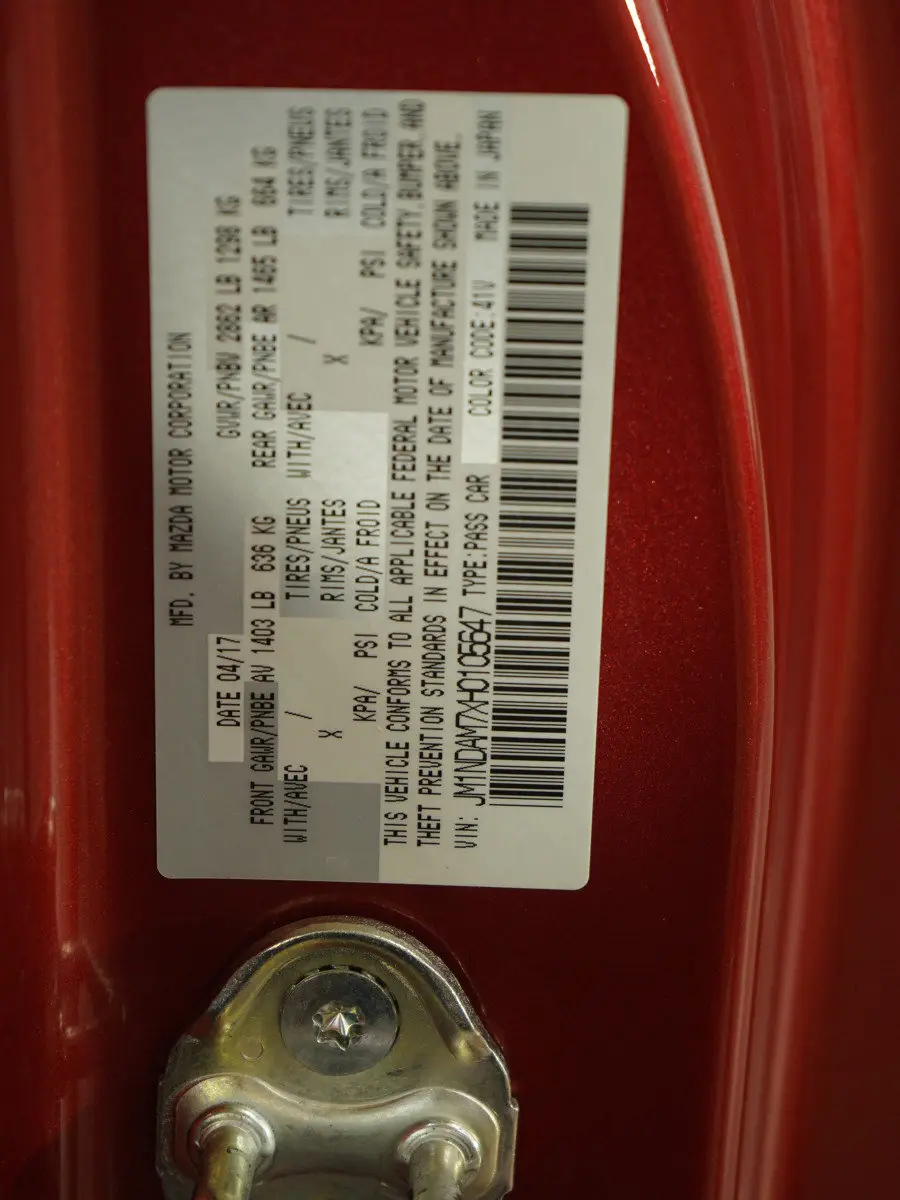 MFD. BY MAZDA MOTOR CORPORATION
DATE 04/17 GVWR/PNBV 2862 LB 1298 KG
FRONT GAWR/PNBE AV 1403 LB 636 KG REAR GAWR/PNBE AR 1465 LB 664 KG
WITH/AVEC / TIRES/PNEUS WITH/AVEC / TIRES/PNEUS
X RIMS/JANTES X RIMS/JANTES
KPA/ PSI COLD/A FROID KPA/ PSI COLD/A FROID
THIS VEHICLE CONFORMS TO ALL APPLICABLE FEDERAL MOTOR VEHICLE SAFETY, BUMPER, AND
THEFT PREVENTION STANDARDS IN EFFECT ON THE DATE OF MANUFACTURE SHOWN ABOVE.
VIN: JM1NDAM7XH0105647 TYPE:PASS CAR COLOR CODE:41V MADE IN JAPAN